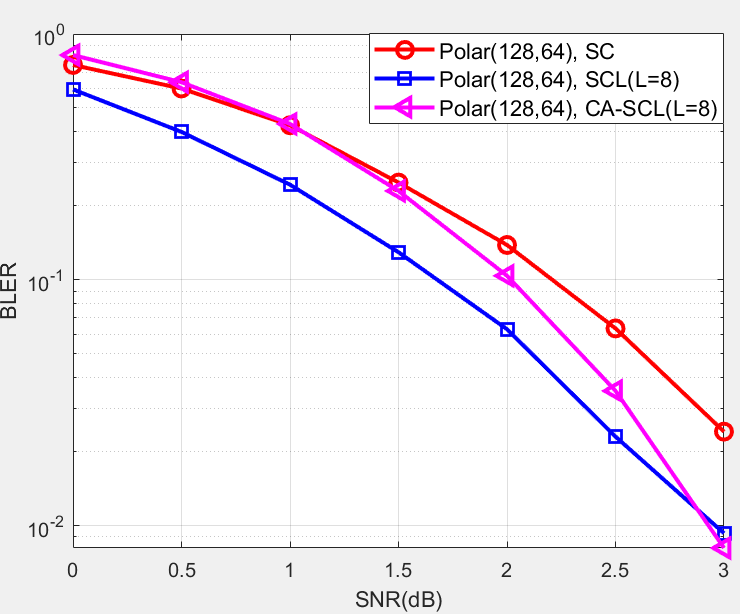 10^0
10^-1
10^-2
BLER
Polar(128,64), SC
Polar(128,64), SCL(L=8)
Polar(128,64), CA-SCL(L=8)
0 0.5 1 1.5 2 2.5 3
SNR(dB)